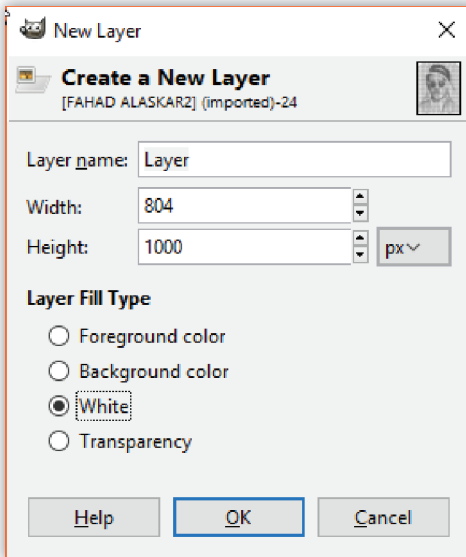 New Layer
Create a New Layer
[FAHAD ALASKAR2] (imported)-24
Layer name: Layer
Width: 804
Height: 1000 px
Layer Fill Type
Foreground color
Background color
White
Transparency
Help OK Cancel